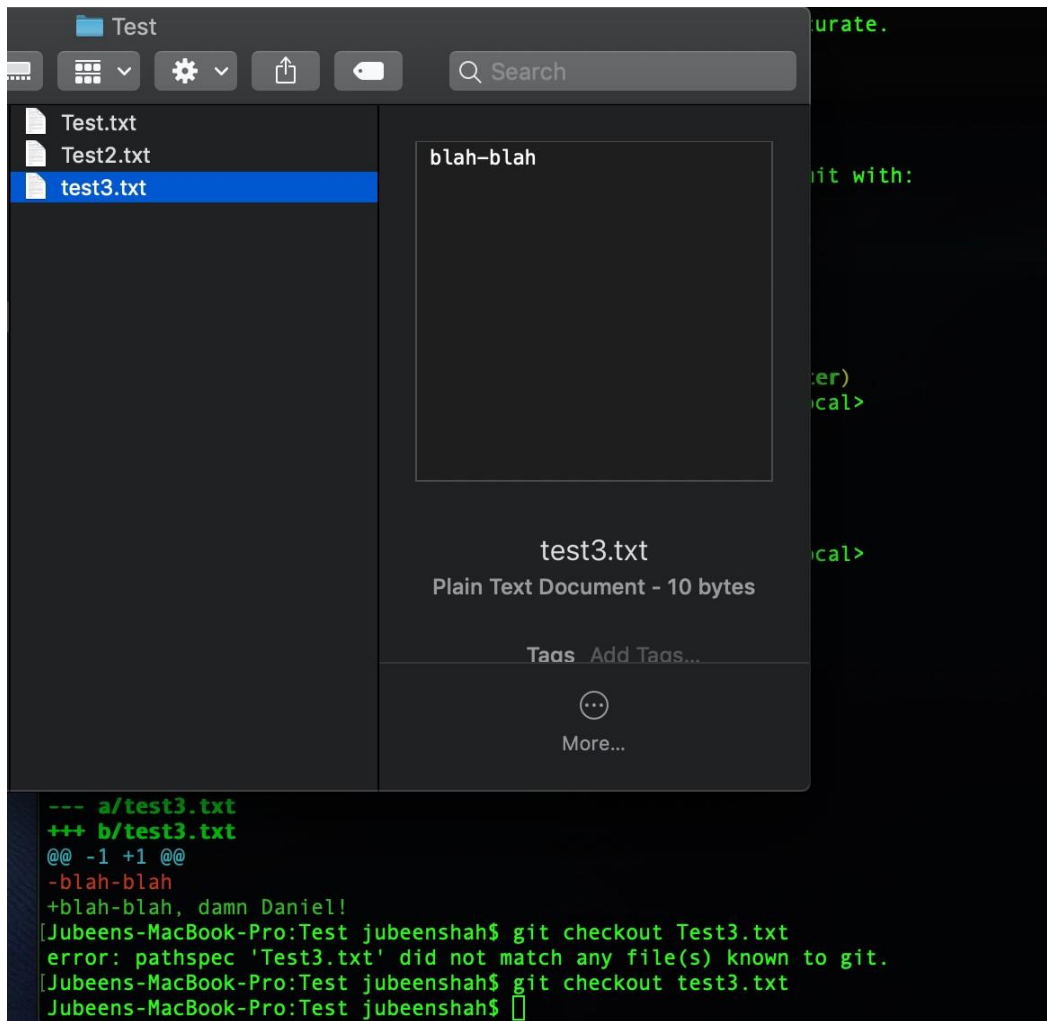 Test
Search
Test.txt
Test2.txt
test3.txt
blah-blah
test3.txt
Plain Text Document - 10 bytes
Tags Add Tags...
More...
urate.
it with:
ter)
ocal>
ocal>
--- a/test3.txt
+++ b/test3.txt
@@ -1 +1 @@
-blah-blah
+blah-blah, damn Daniel!
[Jubeens-MacBook-Pro:Test jubeenshah$ git checkout Test3.txt
error: pathspec 'Test3.txt' did not match any file(s) known to git.
[Jubeens-MacBook-Pro:Test jubeenshah$ git checkout test3.txt
Jubeens-MacBook-Pro:Test jubeenshah$